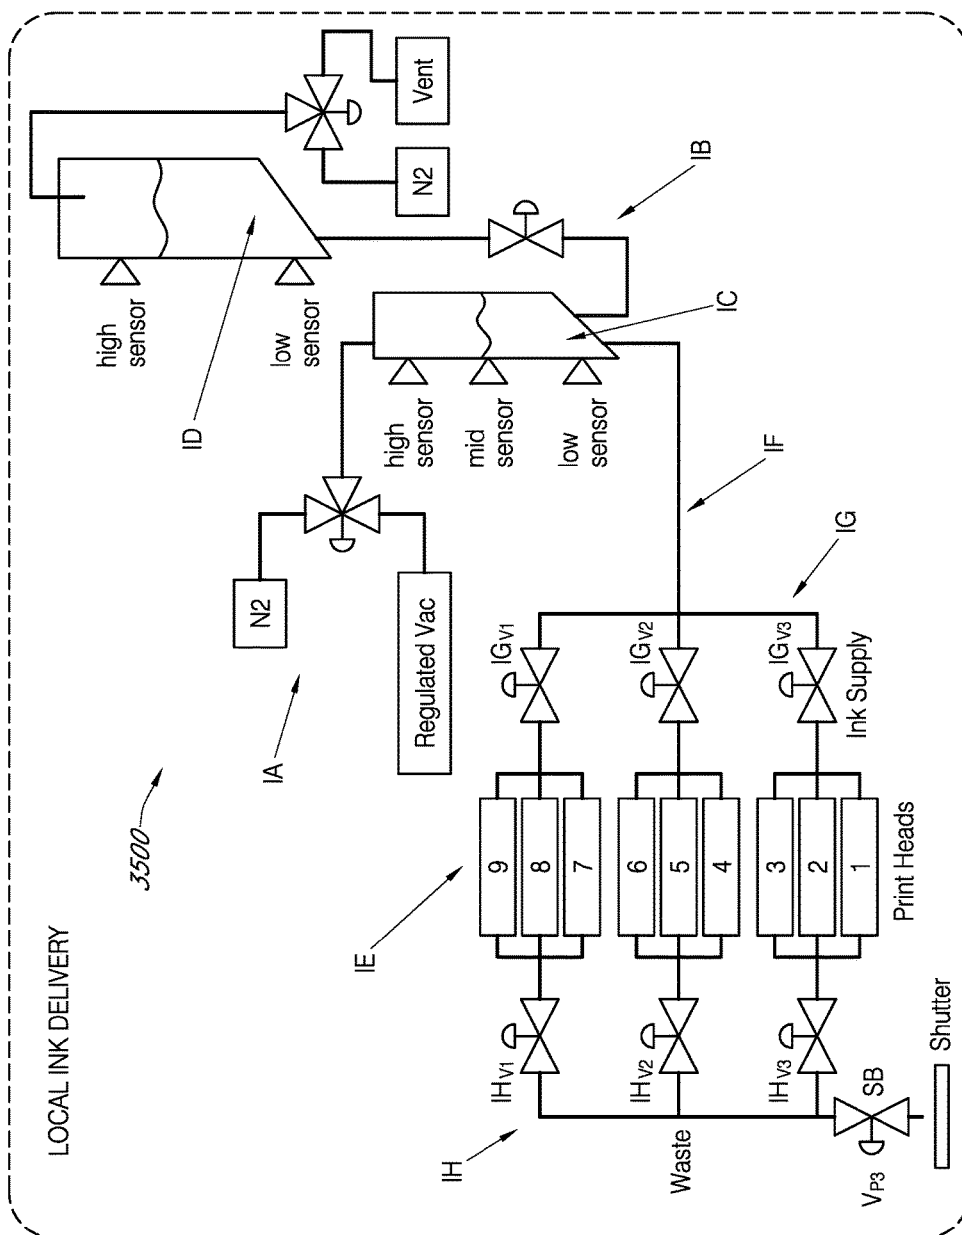 LOCAL INK DELIVERY
3500
IA
N2
Regulated Vac
ID
high
sensor
low
sensor
N2
Vent
IB
IC
high
sensor
mid
sensor
low
sensor
IF
IG
IE
9
8
7
6
5
4
3
2
1
Print Heads
IGV1
IGV2
IGV3
Ink Supply
IH
IHV1
IHV2
IHV3
Waste
VP3
SB
Shutter